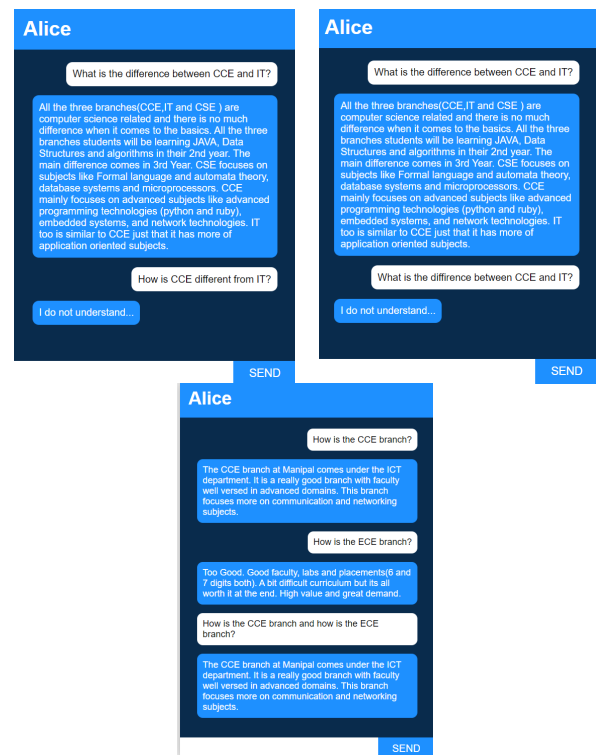 Alice
What is the difference between CCE and IT?
All the three branches(CCE,IT and CSE ) are
computer science related and there is no much
difference when it comes to the basics. All the three
branches students will be learning JAVA, Data
Structures and algorithms in their 2nd year. The
main difference comes in 3rd Year. CSE focuses on
subjects like Formal language and automata theory,
database systems and microprocessors. CCE
mainly focuses on advanced subjects like advanced
programming technologies (python and ruby),
embedded systems, and network technologies. IT
too is similar to CCE just that it has more of
application oriented subjects.
How is CCE different from IT?
I do not understand...
SEND
Alice
What is the difference between CCE and IT?
All the three branches(CCE,IT and CSE ) are
computer science related and there is no much
difference when it comes to the basics. All the three
branches students will be learning JAVA, Data
Structures and algorithms in their 2nd year. The
main difference comes in 3rd Year. CSE focuses on
subjects like Formal language and automata theory,
database systems and microprocessors. CCE
mainly focuses on advanced subjects like advanced
programming technologies (python and ruby),
embedded systems, and network technologies. IT
too is similar to CCE just that it has more of
application oriented subjects.
What is the diffirence between CCE and IT?
I do not understand...
SEND
Alice
How is the CCE branch?
The CCE branch at Manipal comes under the ICT
department. It is a really good branch with faculty
well versed in advanced domains. This branch
focuses more on communication and networking
subjects.
How is the ECE branch?
Too Good. Good faculty, labs and placements(6 and
7 digits both). A bit difficult curriculum but its all
worth it at the end. High value and great demand.
How is the CCE branch and how is the ECE
branch?
The CCE branch at Manipal comes under the ICT
department. It is a really good branch with faculty
well versed in advanced domains. This branch
focuses more on communication and networking
subjects.
SEND